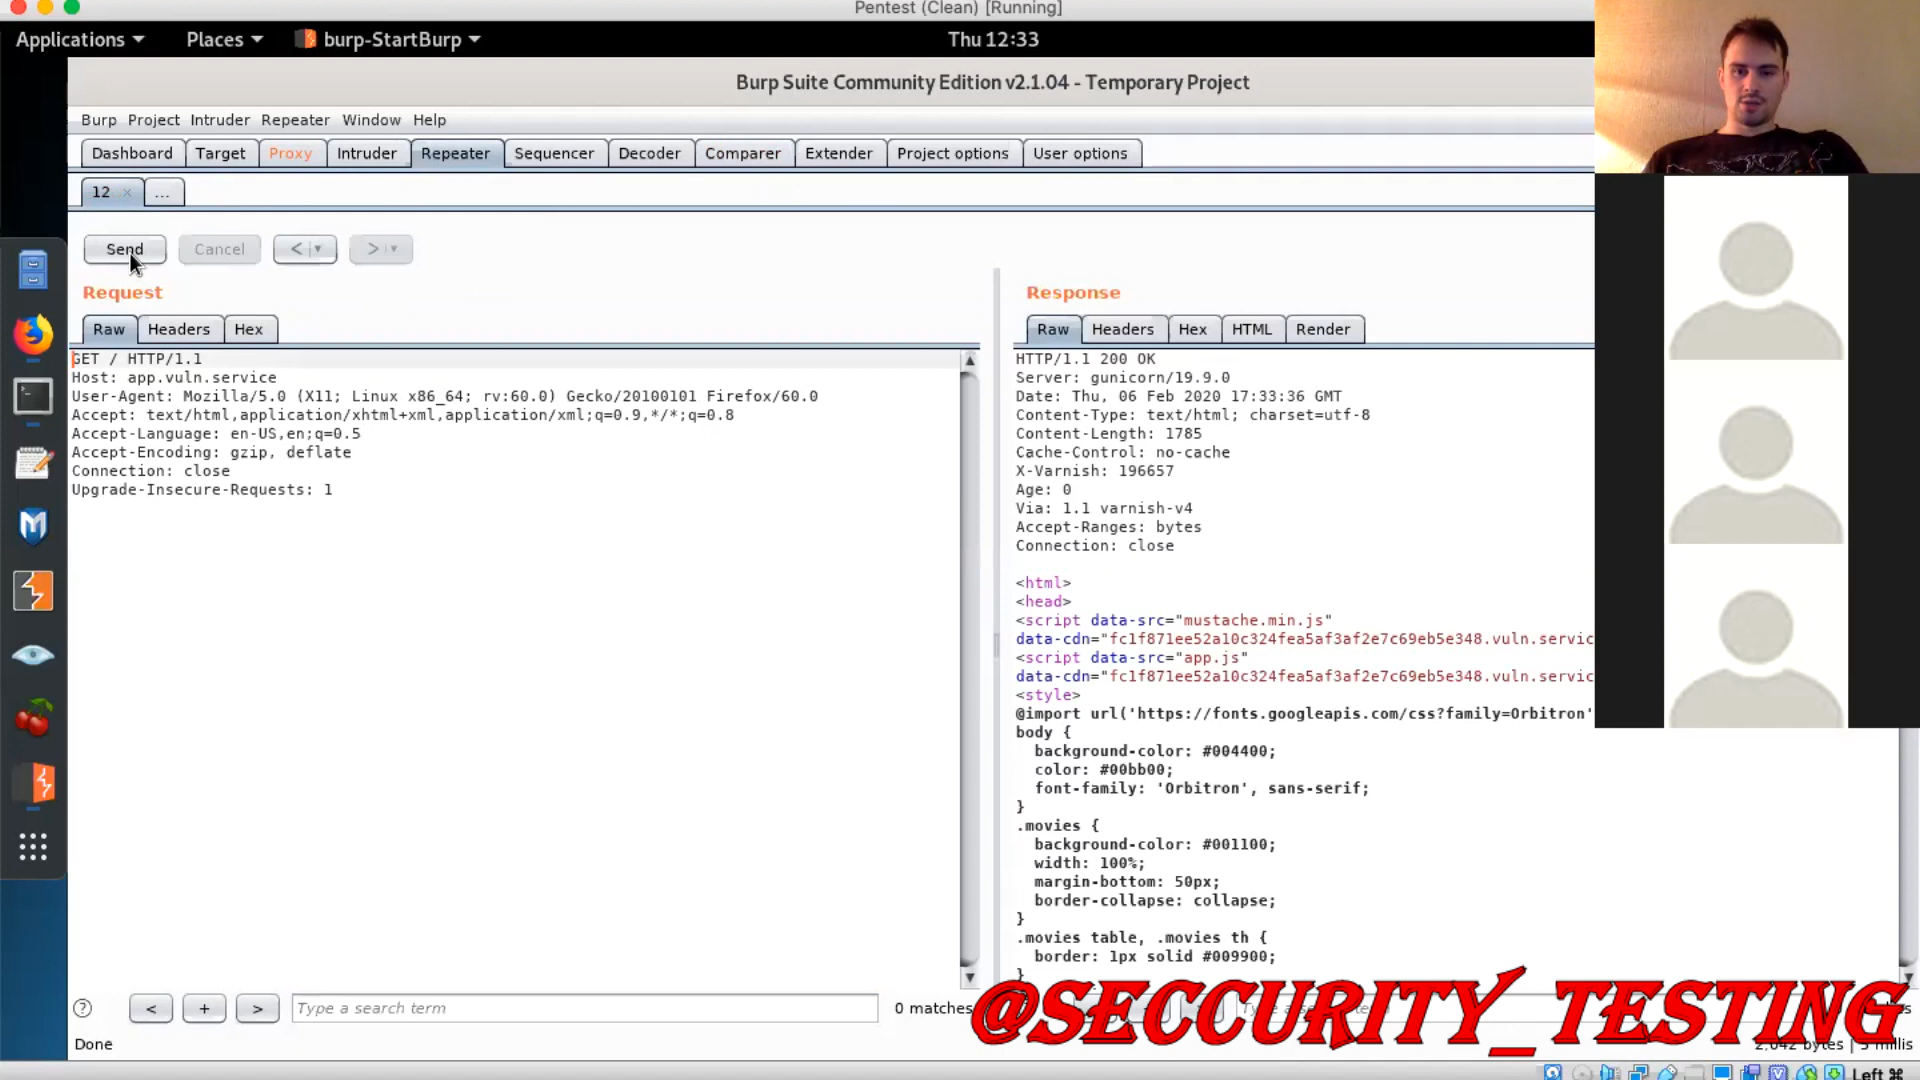 Pentest (Clean) [Running]
Applications
Places
burp-StartBurp
Thu 12:33
Burp Suite Community Edition v2.1.04 - Temporary Project
Burp Project Intruder Repeater Window Help
Dashboard Target Proxy Intruder Repeater Sequencer Decoder Comparer Extender Project options User options
12 × ...
Send Cancel < >
Request
Raw Headers Hex
GET / HTTP/1.1
Host: app.vuln.service
User-Agent: Mozilla/5.0 (X11; Linux x86_64; rv:60.0) Gecko/20100101 Firefox/60.0
Accept: text/html,application/xhtml+xml,application/xml;q=0.9,*/*;q=0.8
Accept-Language: en-US,en;q=0.5
Accept-Encoding: gzip, deflate
Connection: close
Upgrade-Insecure-Requests: 1
Response
Raw Headers Hex HTML Render
HTTP/1.1 200 OK
Server: gunicorn/19.9.0
Date: Thu, 06 Feb 2020 17:33:36 GMT
Content-Type: text/html; charset=utf-8
Content-Length: 1785
Cache-Control: no-cache
X-Varnish: 196657
Age: 0
Via: 1.1 varnish-v4
Accept-Ranges: bytes
Connection: close
<html>
<head>
<script data-src="mustache.min.js"
data-cdn="fc1f871ee52a10c324fea5af3af2e7c69eb5e348.vuln.servic
<script data-src="app.js"
data-cdn="fc1f871ee52a10c324fea5af3af2e7c69eb5e348.vuln.servic
<style>
@import url('https://fonts.googleapis.com/css?family=Orbitron'
body {
background-color: #004400;
color: #00bb00;
font-family: 'Orbitron', sans-serif;
}
.movies {
background-color: #001100;
width: 100%;
margin-bottom: 50px;
border-collapse: collapse;
}
.movies table, .movies th {
border: 1px solid #009900;
}
? < + > Type a search term 0 matches
@SECCURITY_TESTING
Done
2,042 bytes | 5 millis
Left ⌘